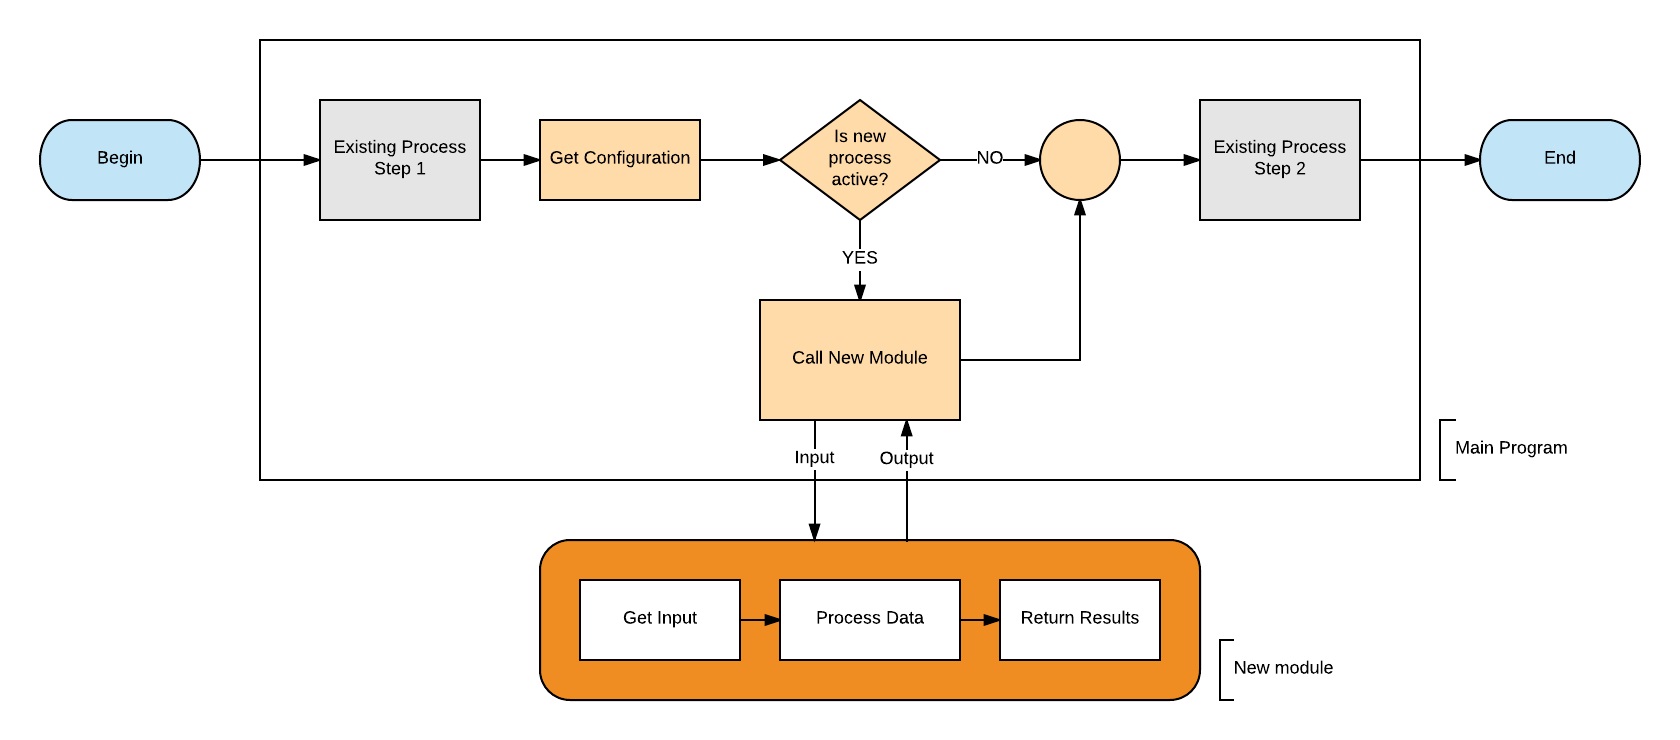 Begin
Existing Process
Step 1
Get Configuration
Is new
process
active?
NO
Existing Process
Step 2
End
YES
Call New Module
Input
Output
Main Program
Get Input
Process Data
Return Results
New module